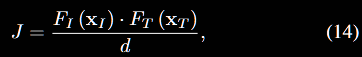 J = \frac{F_I(\mathbf{x}_I) \cdot F_T(\mathbf{x}_T)}{d}, (14)